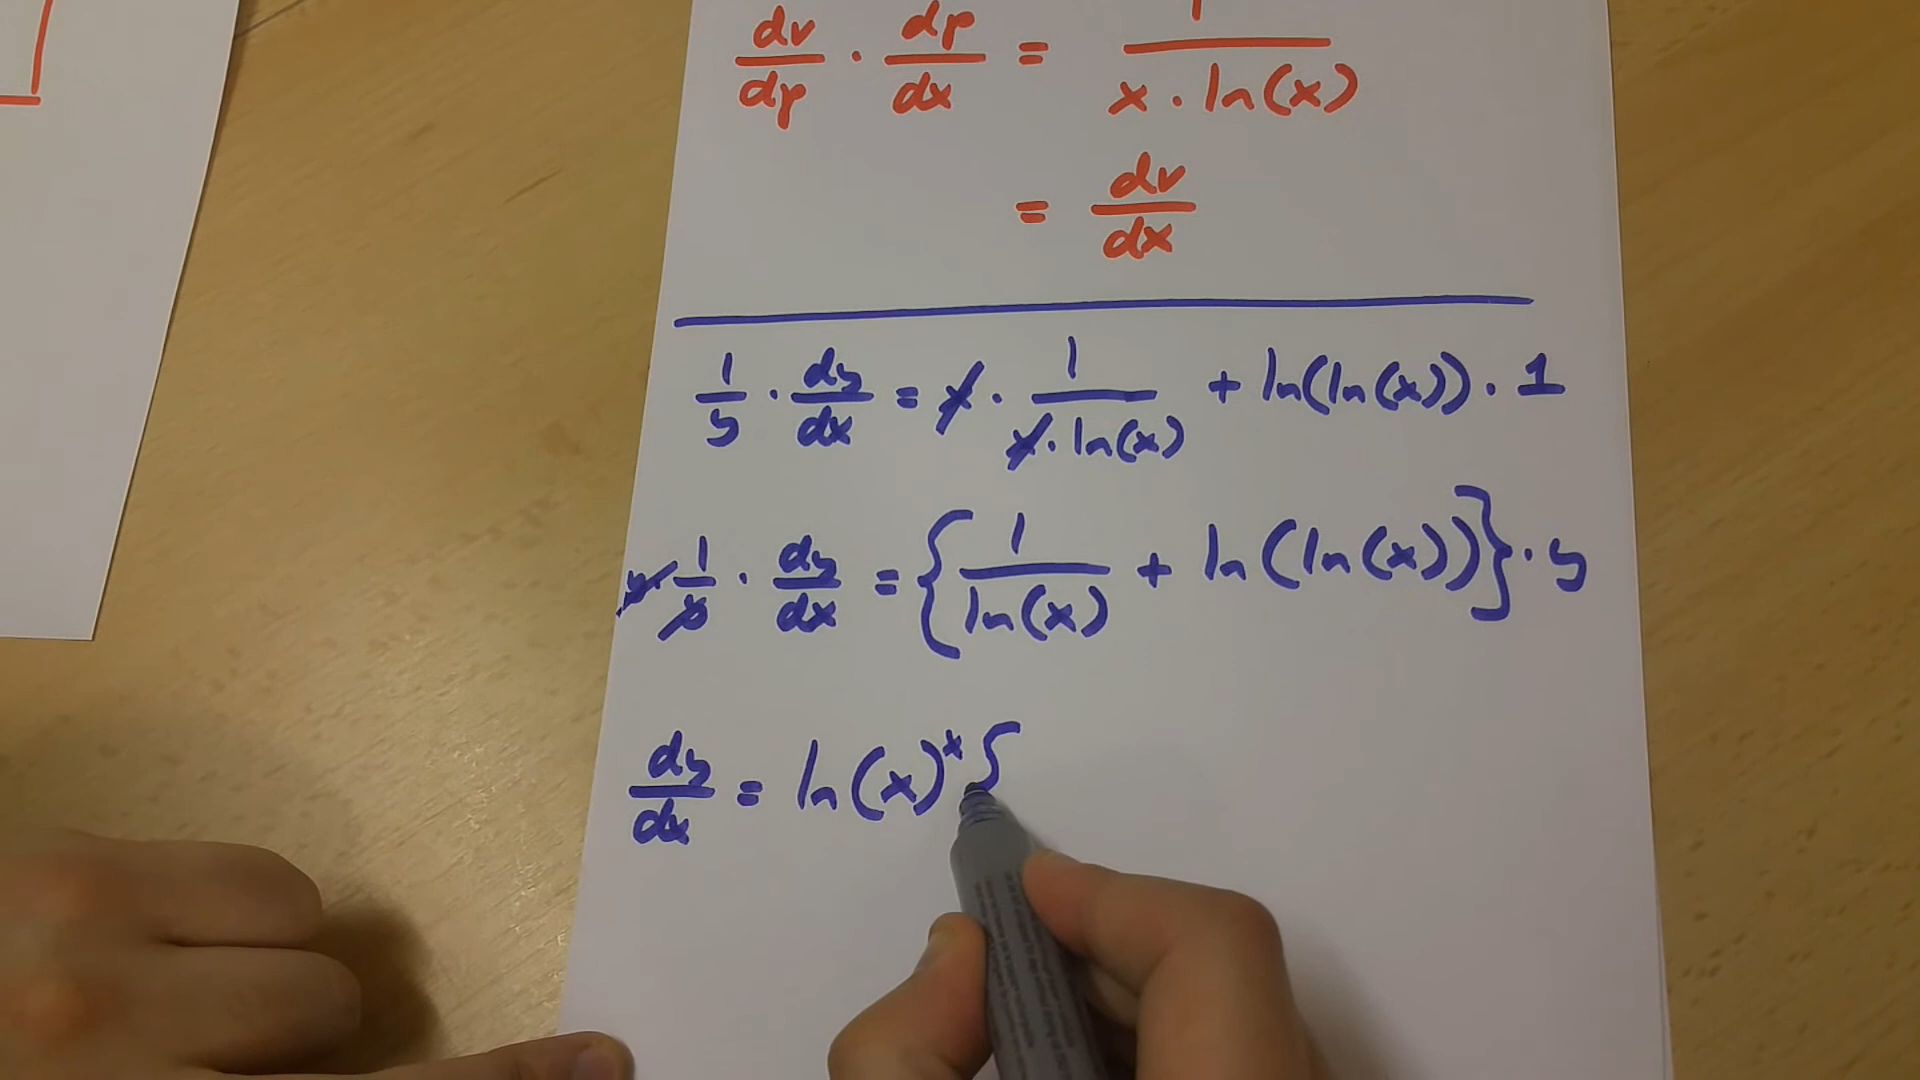 dv/dp · dp/dx = 1/(x · ln(x))
= dv/dx
1/y · dy/dx = x · 1/(x · ln(x)) + ln(ln(x)) · 1
y · 1/y · dy/dx = {1/ln(x) + ln(ln(x))} · y
dy/dx = ln(x)^x {